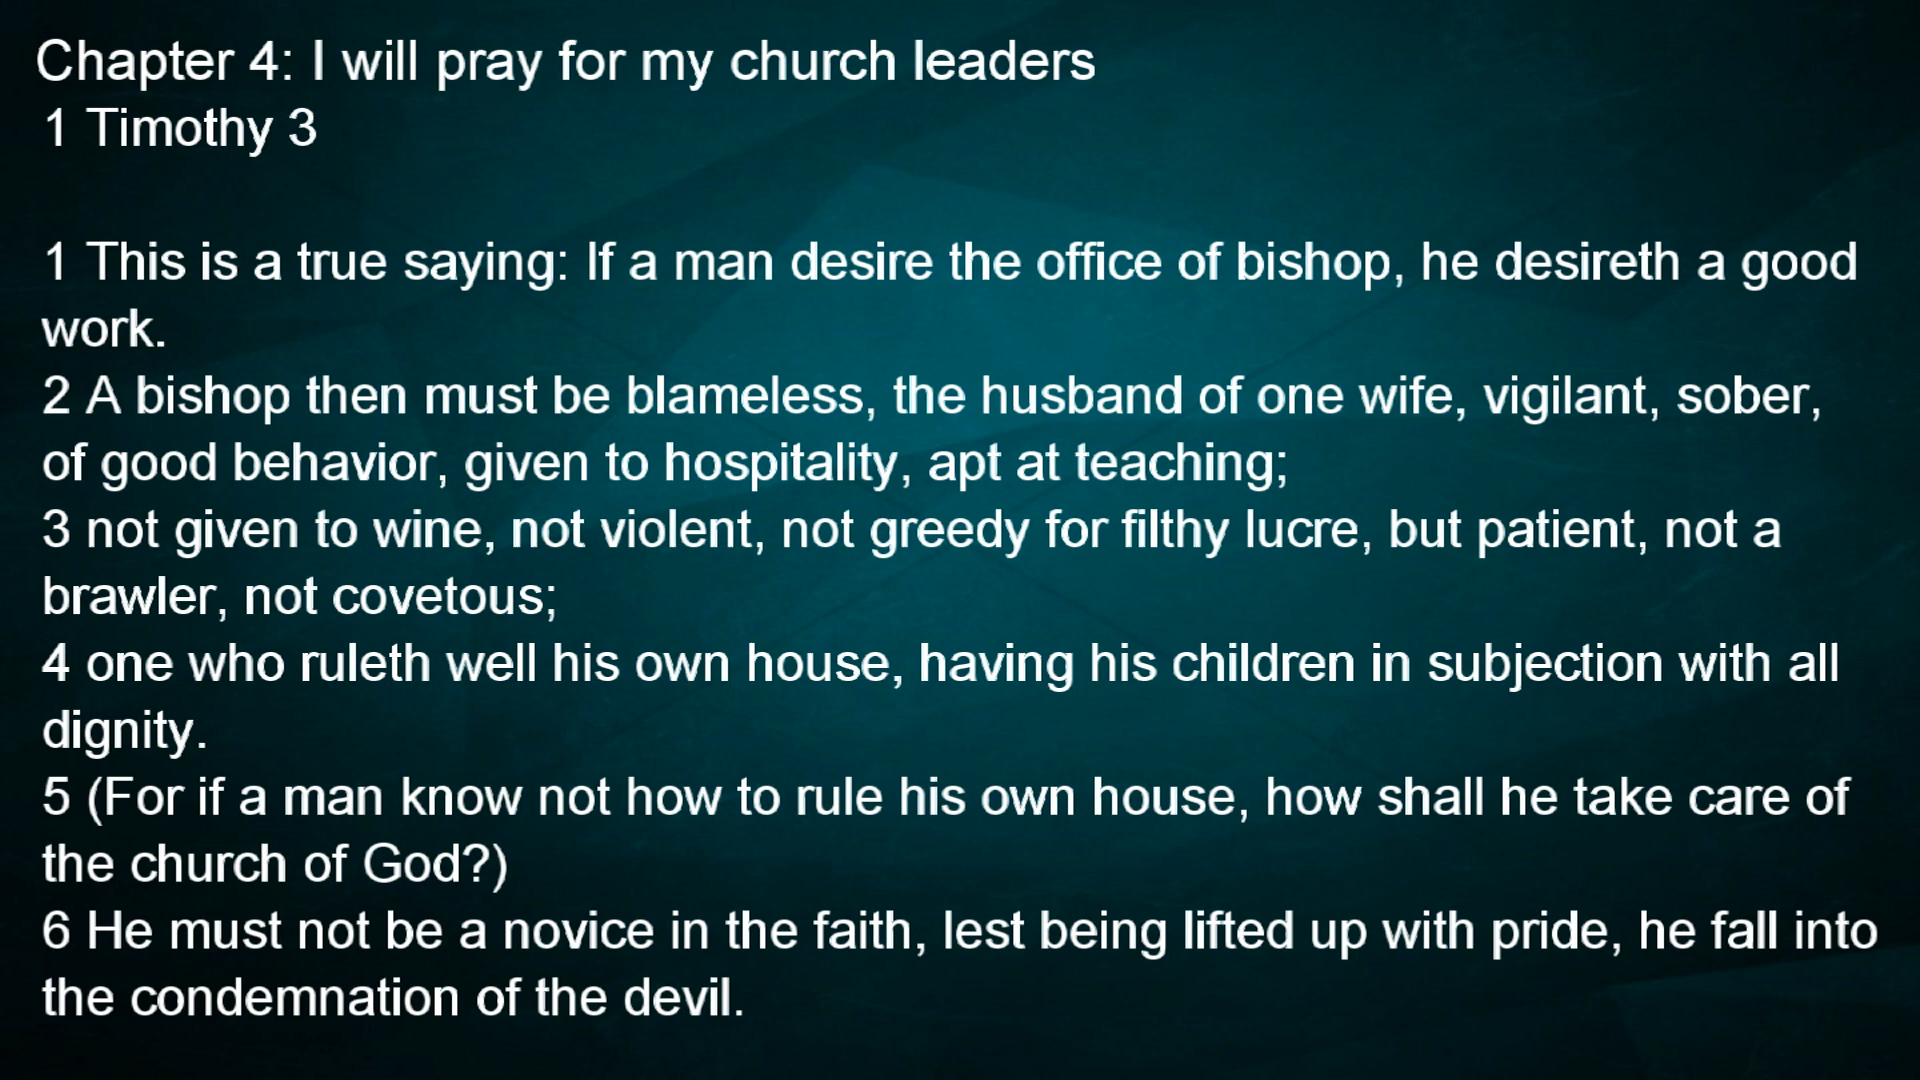 Chapter 4: I will pray for my church leaders
1 Timothy 3
1 This is a true saying: If a man desire the office of bishop, he desireth a good
work.
2 A bishop then must be blameless, the husband of one wife, vigilant, sober,
of good behavior, given to hospitality, apt at teaching;
3 not given to wine, not violent, not greedy for filthy lucre, but patient, not a
brawler, not covetous;
4 one who ruleth well his own house, having his children in subjection with all
dignity.
5 (For if a man know not how to rule his own house, how shall he take care of
the church of God?)
6 He must not be a novice in the faith, lest being lifted up with pride, he fall into
the condemnation of the devil.